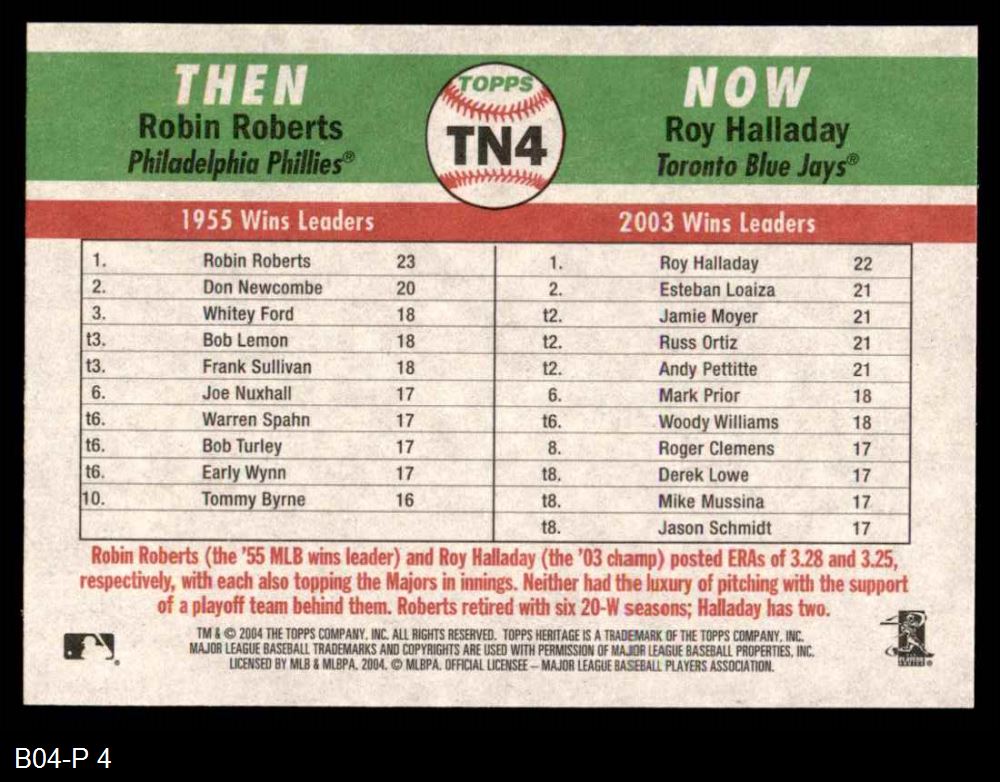 THEN
Robin Roberts
Philadelphia Phillies®
TOPPS
TN4
NOW
Roy Halladay
Toronto Blue Jays®
1955 Wins Leaders
1. Robin Roberts 23
2. Don Newcombe 20
3. Whitey Ford 18
t3. Bob Lemon 18
t3. Frank Sullivan 18
6. Joe Nuxhall 17
t6. Warren Spahn 17
t6. Bob Turley 17
t6. Early Wynn 17
10. Tommy Byrne 16
2003 Wins Leaders
1. Roy Halladay 22
2. Esteban Loaiza 21
t2. Jamie Moyer 21
t2. Russ Ortiz 21
t2. Andy Pettitte 21
6. Mark Prior 18
t6. Woody Williams 18
8. Roger Clemens 17
t8. Derek Lowe 17
t8. Mike Mussina 17
t8. Jason Schmidt 17
Robin Roberts (the '55 MLB wins leader) and Roy Halladay (the '03 champ) posted ERAs of 3.28 and 3.25,
respectively, with each also topping the Majors in innings. Neither had the luxury of pitching with the support
of a playoff team behind them. Roberts retired with six 20-W seasons; Halladay has two.
TM & © 2004 THE TOPPS COMPANY, INC. ALL RIGHTS RESERVED. TOPPS HERITAGE IS A TRADEMARK OF THE TOPPS COMPANY, INC.
MAJOR LEAGUE BASEBALL TRADEMARKS AND COPYRIGHTS ARE USED WITH PERMISSION OF MAJOR LEAGUE BASEBALL PROPERTIES, INC.
LICENSED BY MLB & MLBPA, 2004. © MLBPA. OFFICIAL LICENSEE – MAJOR LEAGUE BASEBALL PLAYERS ASSOCIATION.
B04-P 4